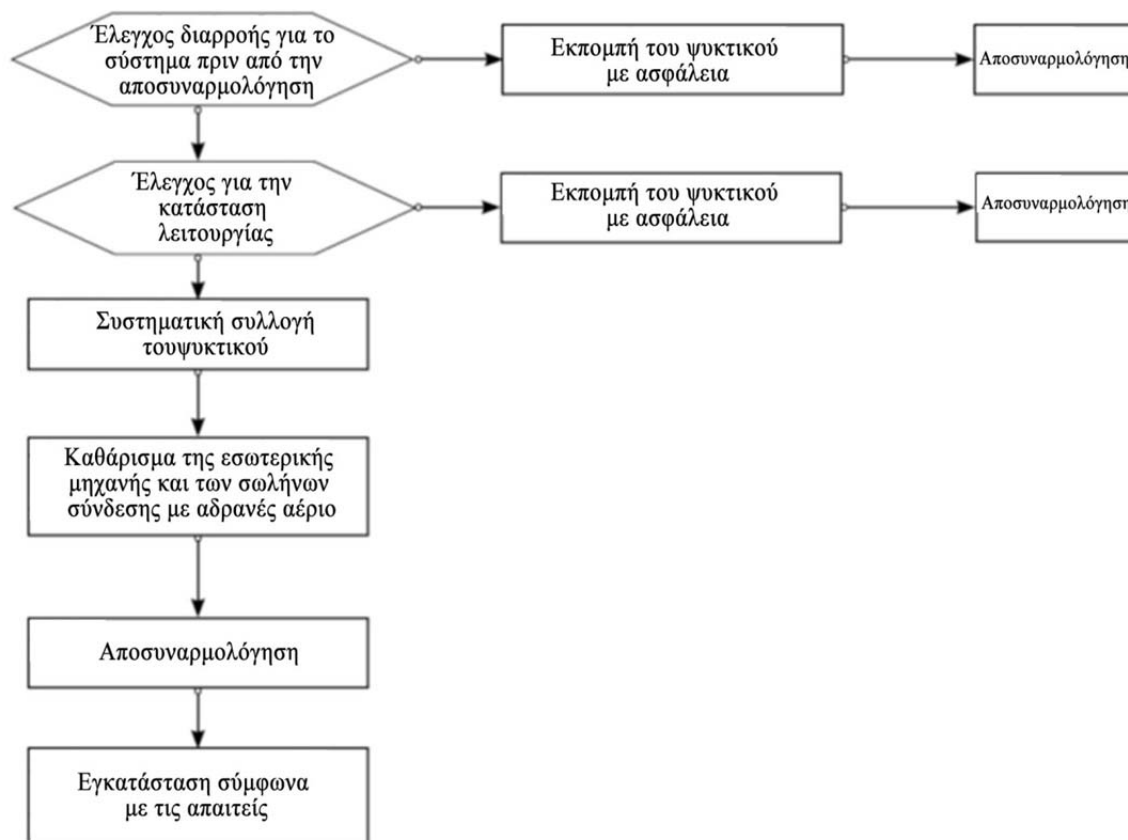 Έλεγχος διαρροής για το
σύστημα πριν από την
αποσυναρμολόγηση
Εκπομπή του ψυκτικού
με ασφάλεια
Αποσυναρμολόγηση
Έλεγχος για την
κατάσταση
λειτουργίας
Εκπομπή του ψυκτικού
με ασφάλεια
Αποσυναρμολόγηση
Συστηματική συλλογή
τουψυκτικού
Καθάρισμα της εσωτερικής
μηχανής και των σωλήνων
σύνδεσης με αδρανές αέριο
Αποσυναρμολόγηση
Εγκατάσταση σύμφωνα
με τις απαιτείς